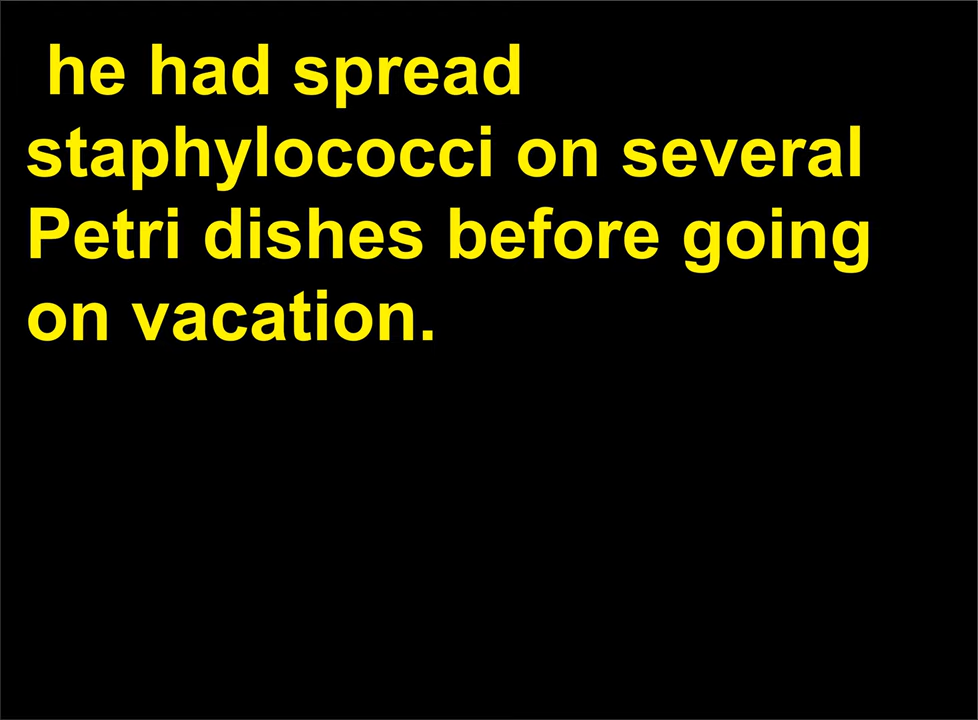 he had spread
staphylococci on several
Petri dishes before going
on vacation.